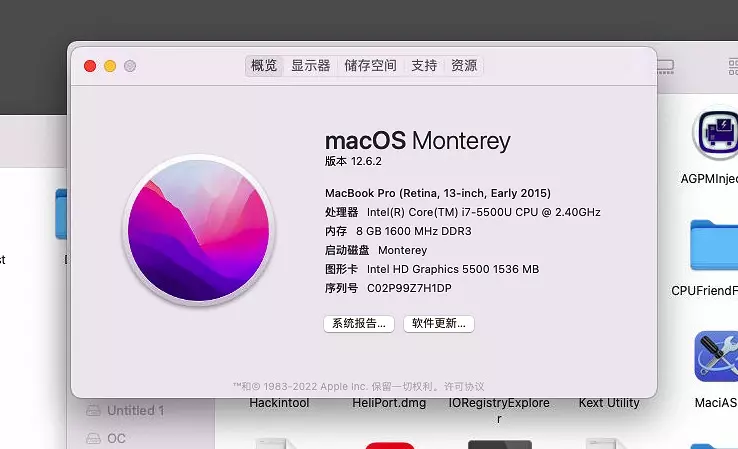 概览 显示器 储存空间 支持 资源
macOS Monterey
版本 12.6.2
MacBook Pro (Retina, 13-inch, Early 2015)
处理器 Intel(R) Core(TM) i7-5500U CPU @ 2.40GHz
内存 8 GB 1600 MHz DDR3
启动磁盘 Monterey
图形卡 Intel HD Graphics 5500 1536 MB
序列号 C02P99Z7H1DP
系统报告... 软件更新...
™和© 1983-2022 Apple Inc. 保留一切权利。许可协议
AGPMInjec
CPUFriendF
MaciAS
Hackintool
HeliPort.dmg
IORegistryExplore
r
Kext Utility
Untitled 1
OC